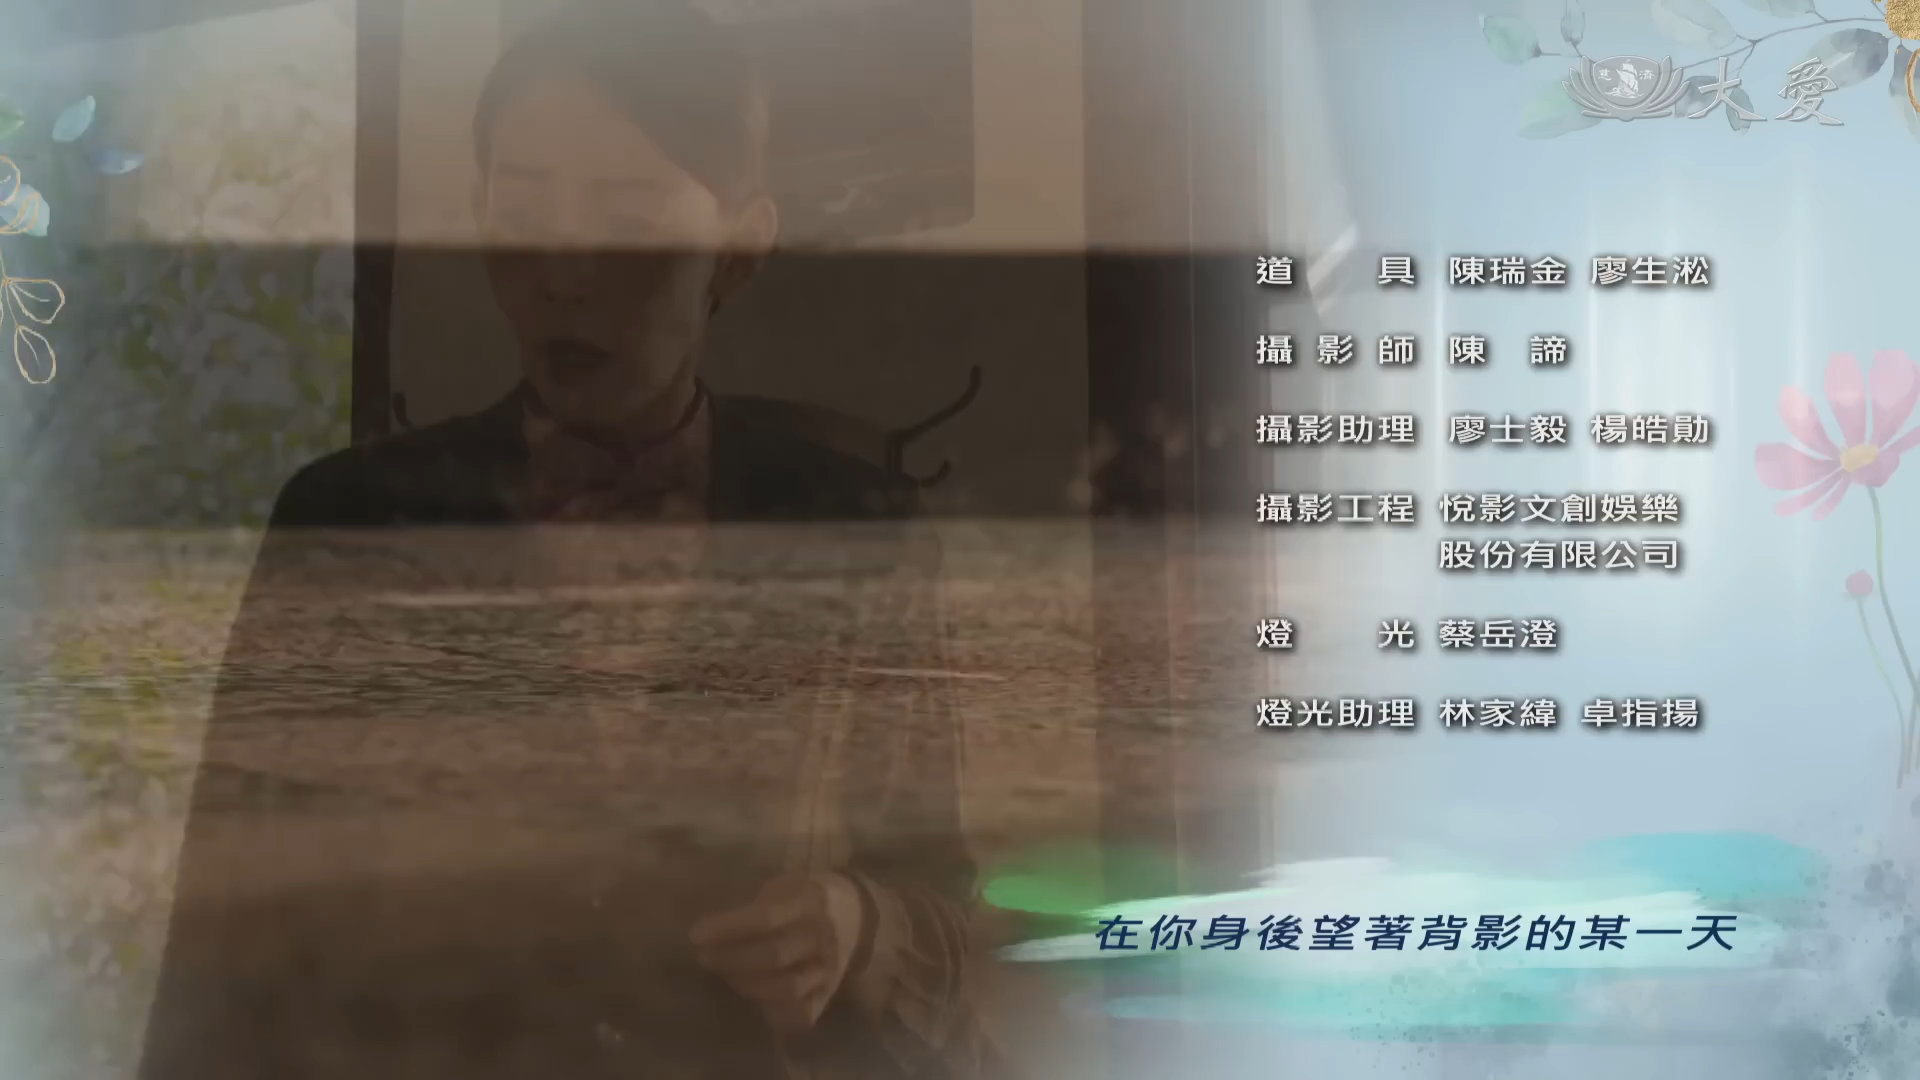 慈濟 大愛
道具 陳瑞金 廖生淞
攝影師 陳諦
攝影助理 廖士毅 楊皓勛
攝影工程 悅影文創娛樂
股份有限公司
燈光 蔡岳澄
燈光助理 林家緯 卓指揚
在你身後望著背影的某一天